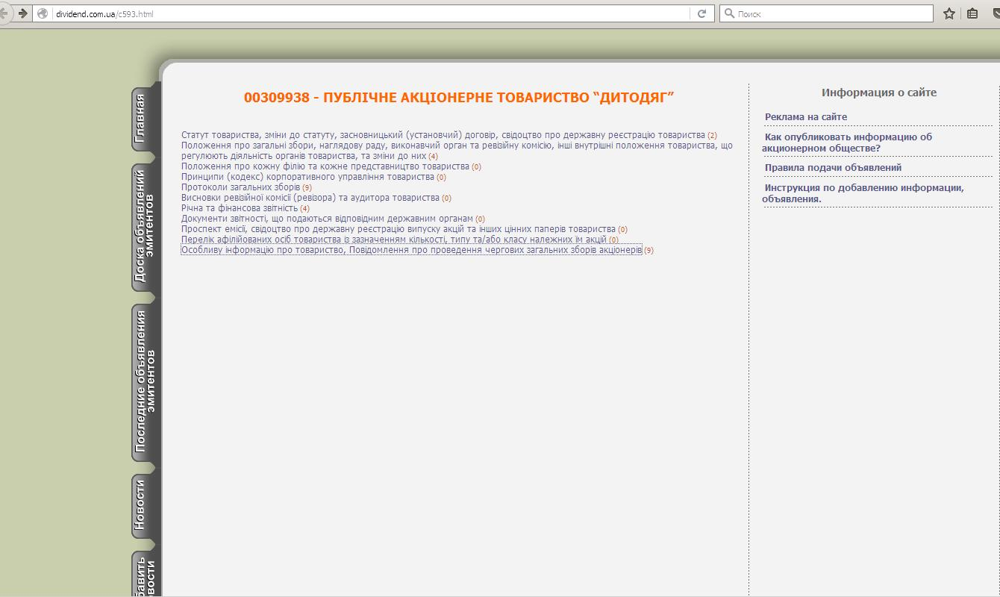 dividend.com.ua/c593.html
Поиск
Главная
Доска объявлений
эмитентов
Последние объявления
эмитентов
Новости
00309938 - ПУБЛІЧНЕ АКЦІОНЕРНЕ ТОВАРИСТВО “ДИТОДЯГ”
Статут товариства, зміни до статуту, засновницький (установчий) договір, свідоцтво про державну реєстрацію товариства (2)
Положення про загальні збори, наглядову раду, виконавчий орган та ревізійну комісію, інші внутрішні положення товариства, що
регулюють діяльність органів товариства, та зміни до них (4)
Положення про кожну філію та кожне представництво товариства (0)
Принципи (кодекс) корпоративного управління товариства (0)
Протоколи загальних зборів (9)
Висновки ревізійної комісії (ревізора) та аудитора товариства (0)
Річна та фінансова звітність (4)
Документи звітності, що подаються відповідним державним органам (0)
Проспект емісії, свідоцтво про державну реєстрацію випуску акцій та інших цінних паперів товариства (0)
Перелік афілійованих осіб товариства із зазначенням кількості, типу та/або класу належних їм акцій (0)
Особливу інформацію про товариство, Повідомлення про проведення чергових загальних зборів акціонерів (9)
Информация о сайте
Реклама на сайте
Как опубликовать информацию об
акционерном обществе?
Правила подачи объявлений
Инструкция по добавлению информации,
объявления.